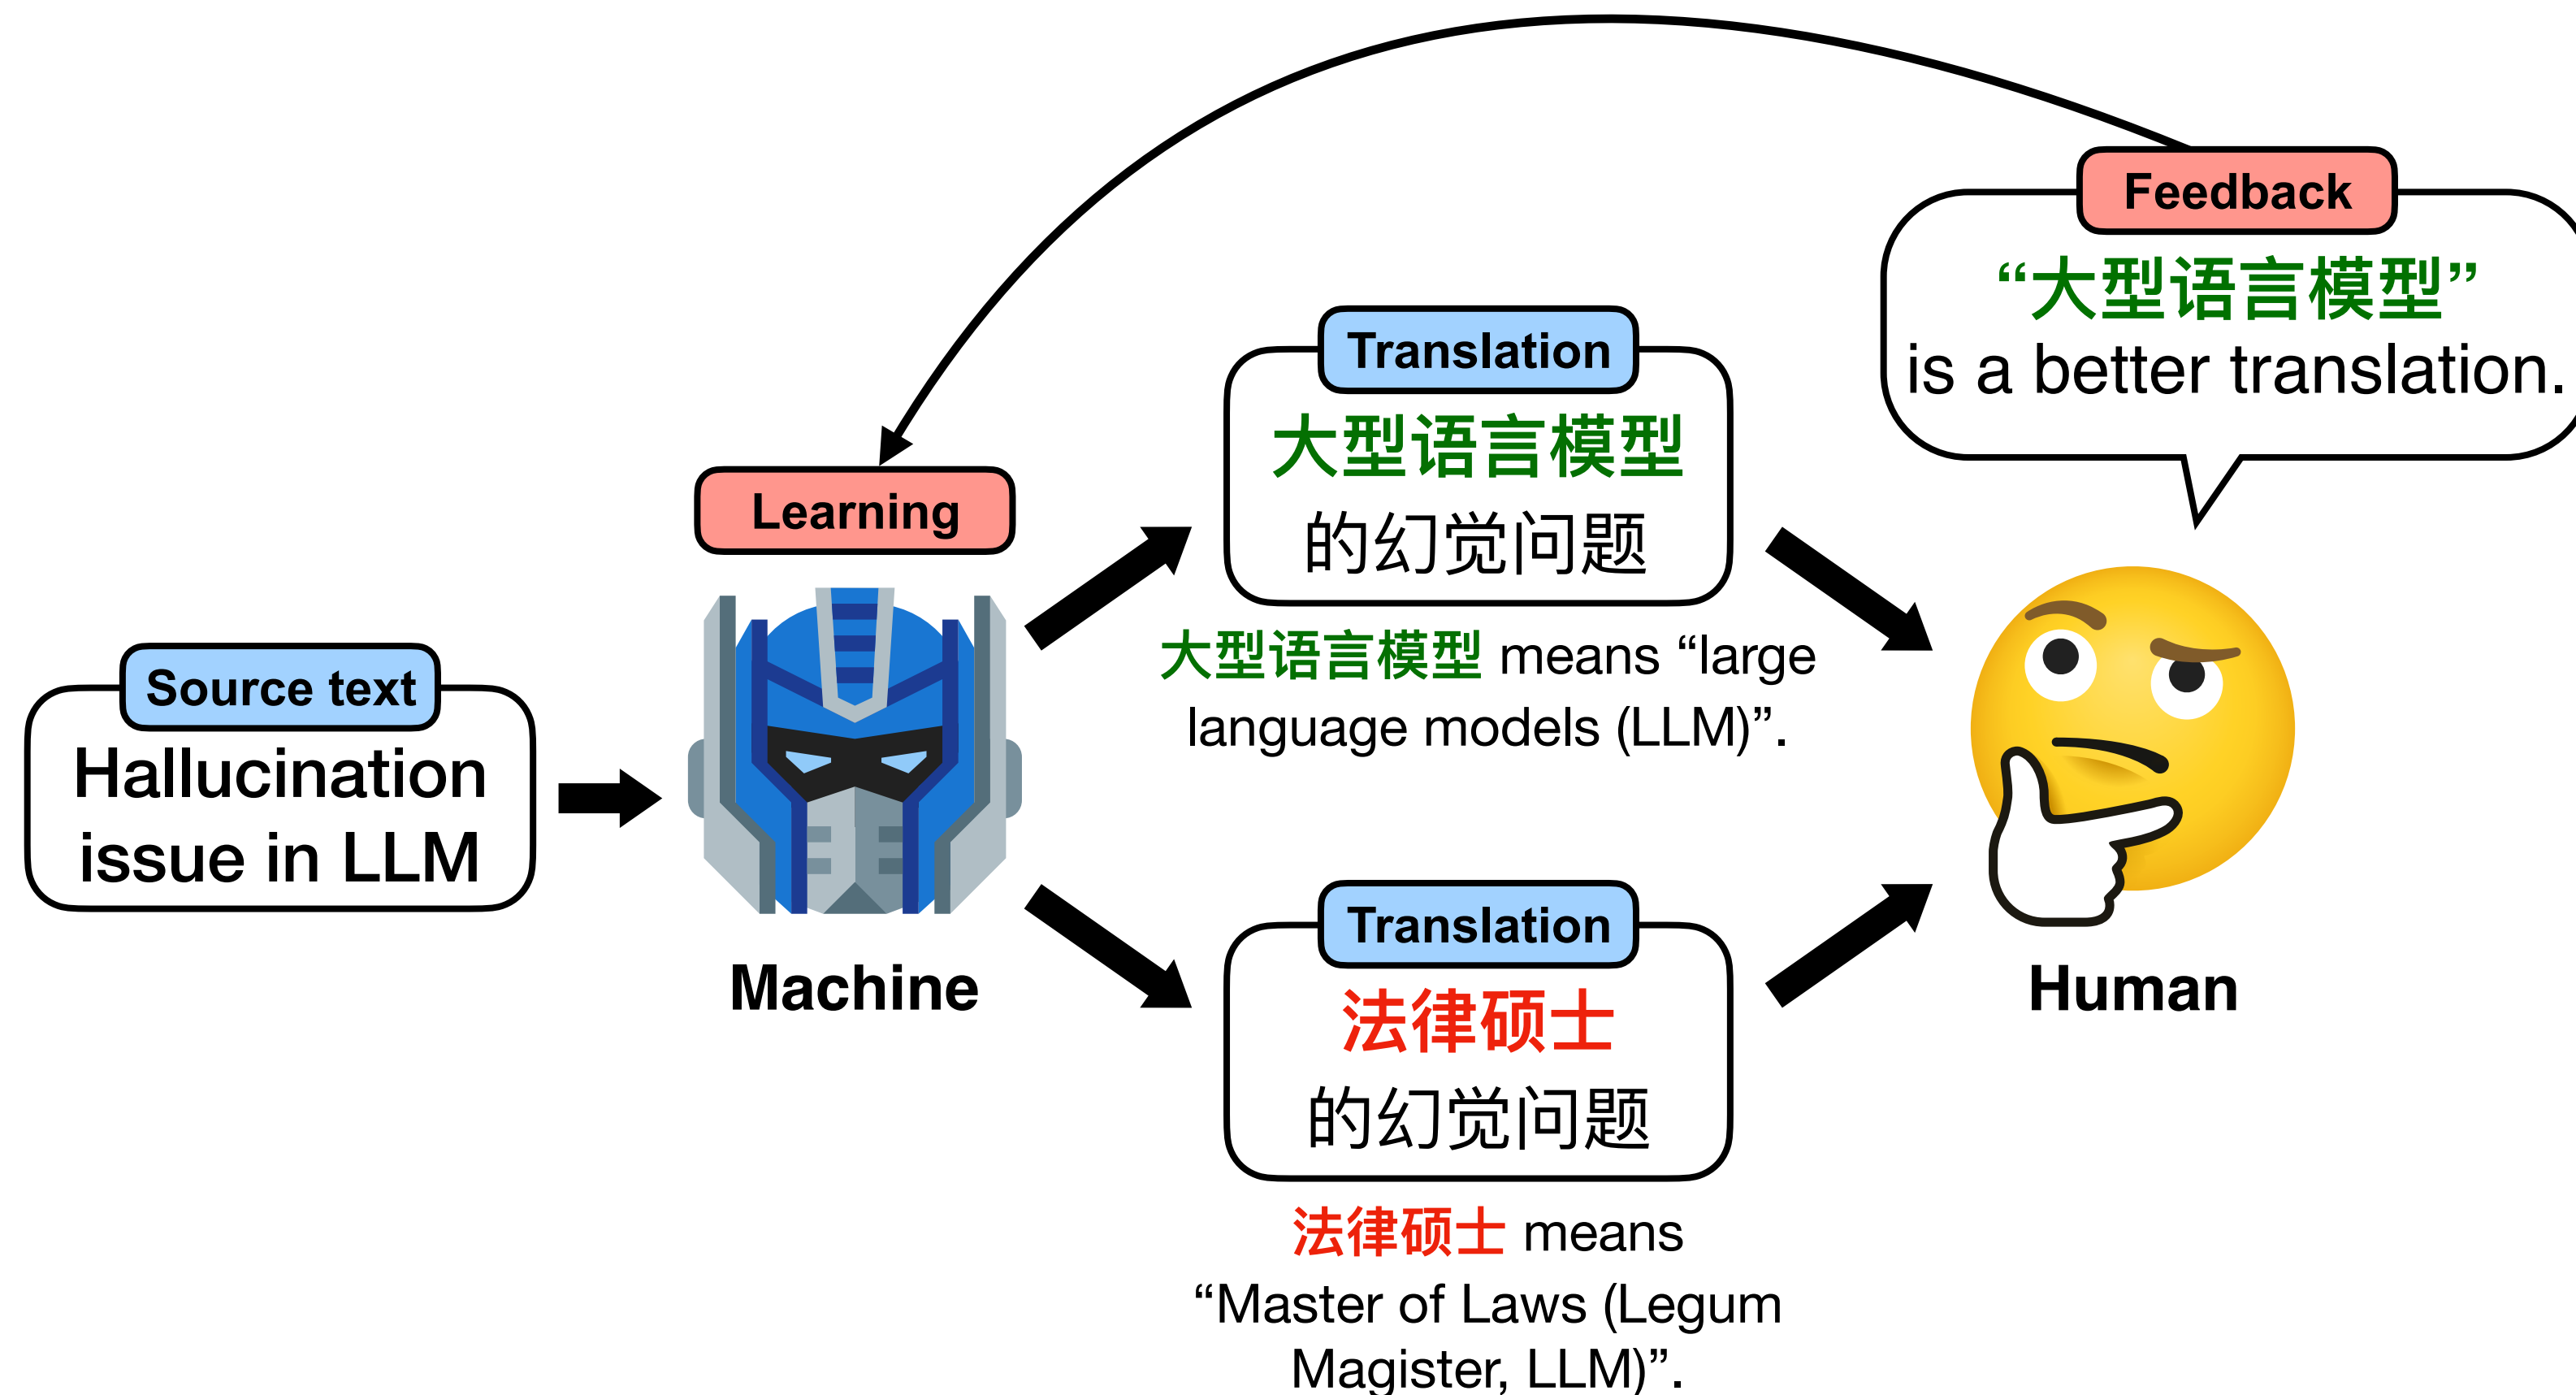 Source text
Hallucination
issue in LLM
Learning
Machine
Translation
大型语言模型
的幻觉问题
大型语言模型 means “large
language models (LLM)”.
Translation
法律硕士
的幻觉问题
法律硕士 means
“Master of Laws (Legum
Magister, LLM)”.
Feedback
“大型语言模型”
is a better translation.
Human